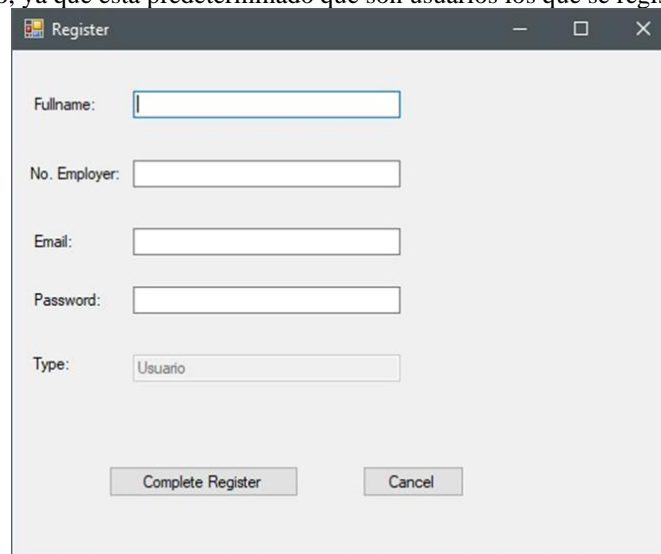 ya que está predeterminado que son usuarios los que se
Register
Fullname:
No. Employer:
Email:
Password:
Type:
Usuario
Complete Register
Cancel